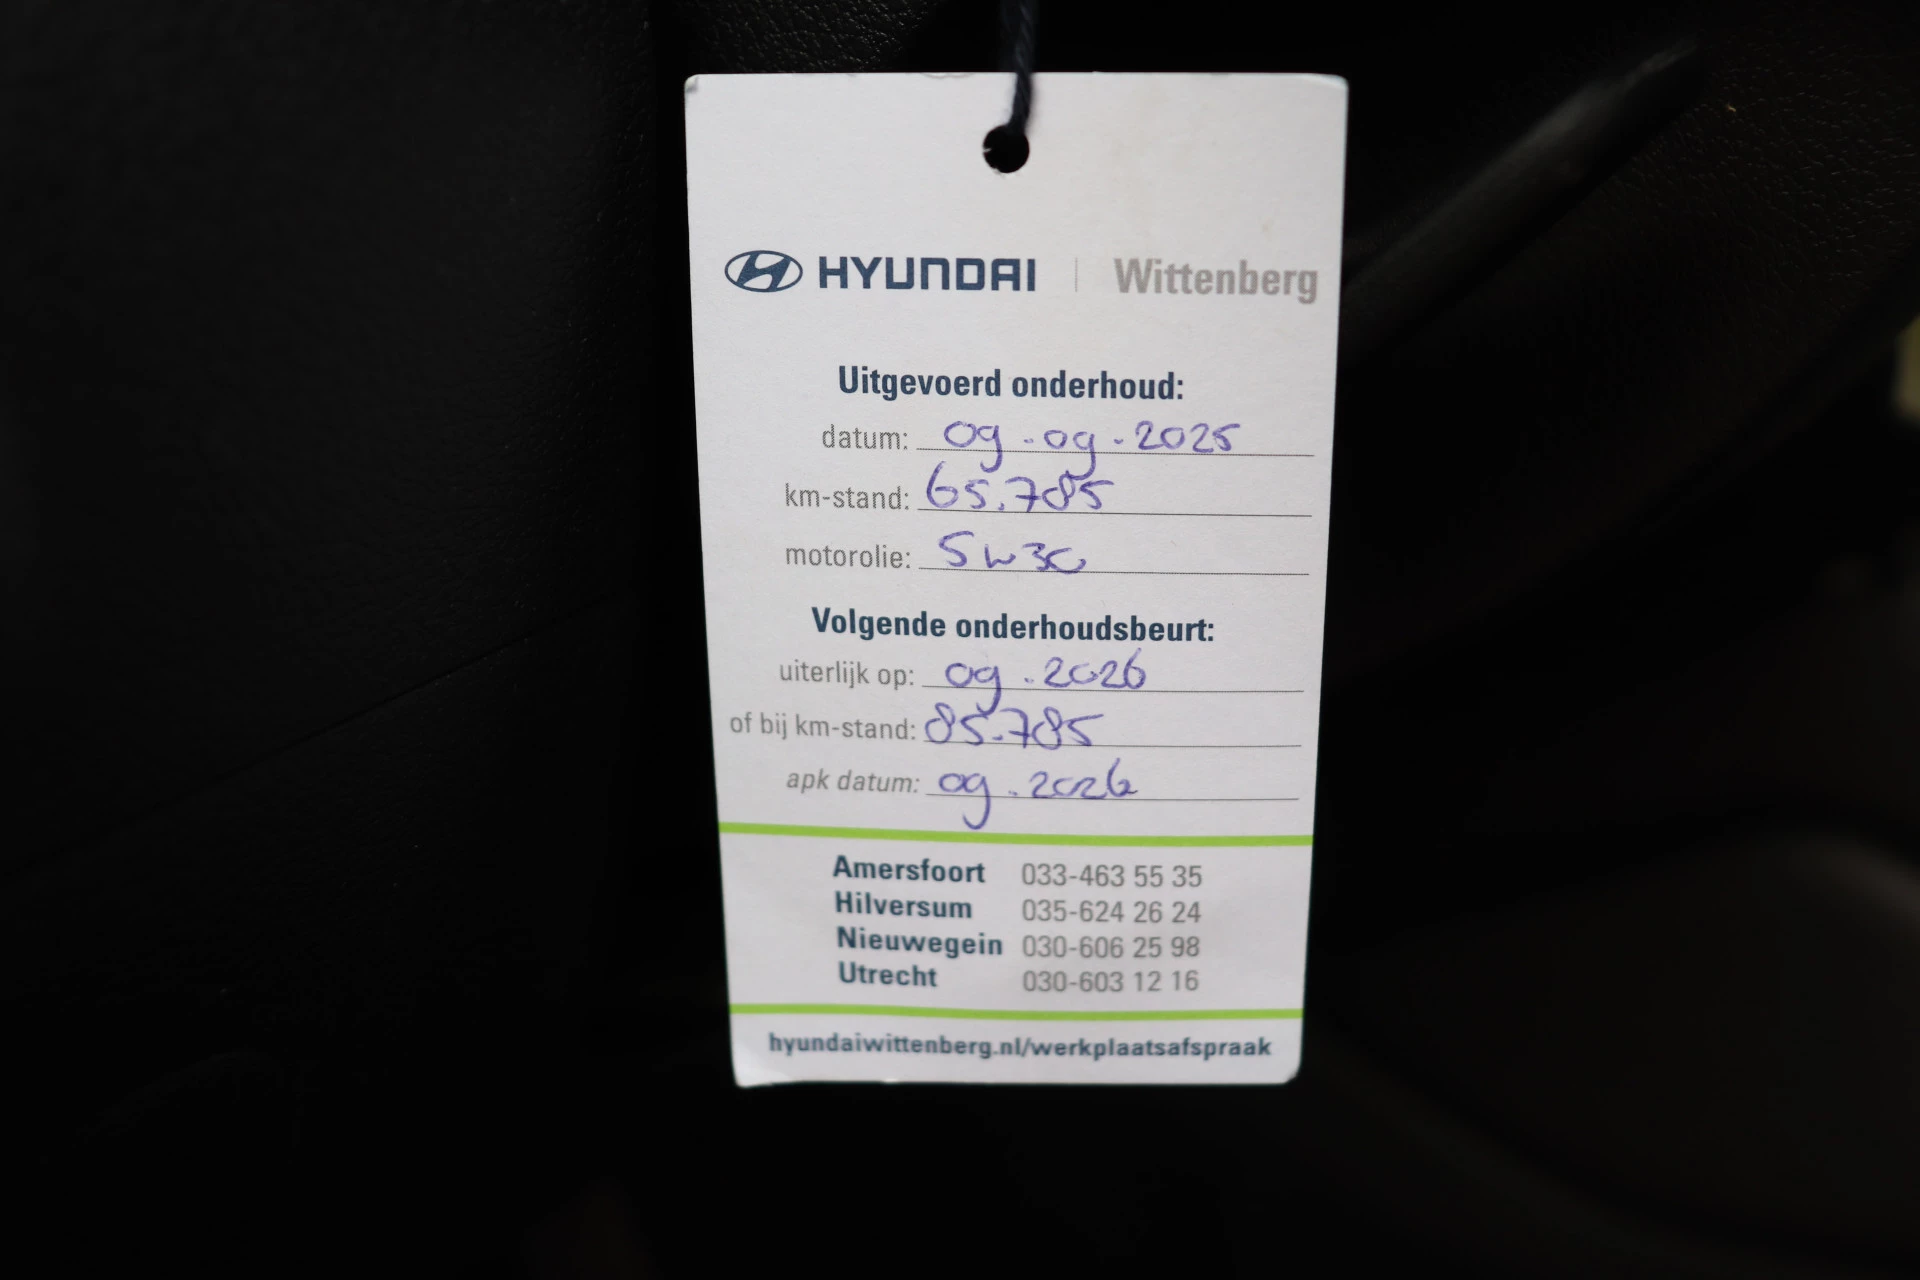 HYUNDAI | Wittenberg
Uitgevoerd onderhoud:
datum: 09-09-2025
km-stand: 65.785
motorolie: 5w30
Volgende onderhoudsbeurt:
uiterlijk op: 09-2026
of bij km-stand: 85.785
apk datum: 09-2026
Amersfoort 033-463 55 35
Hilversum 035-624 26 24
Nieuwegein 030-606 25 98
Utrecht 030-603 12 16
hyundaiwittenberg.nl/werkplaatsafspraak